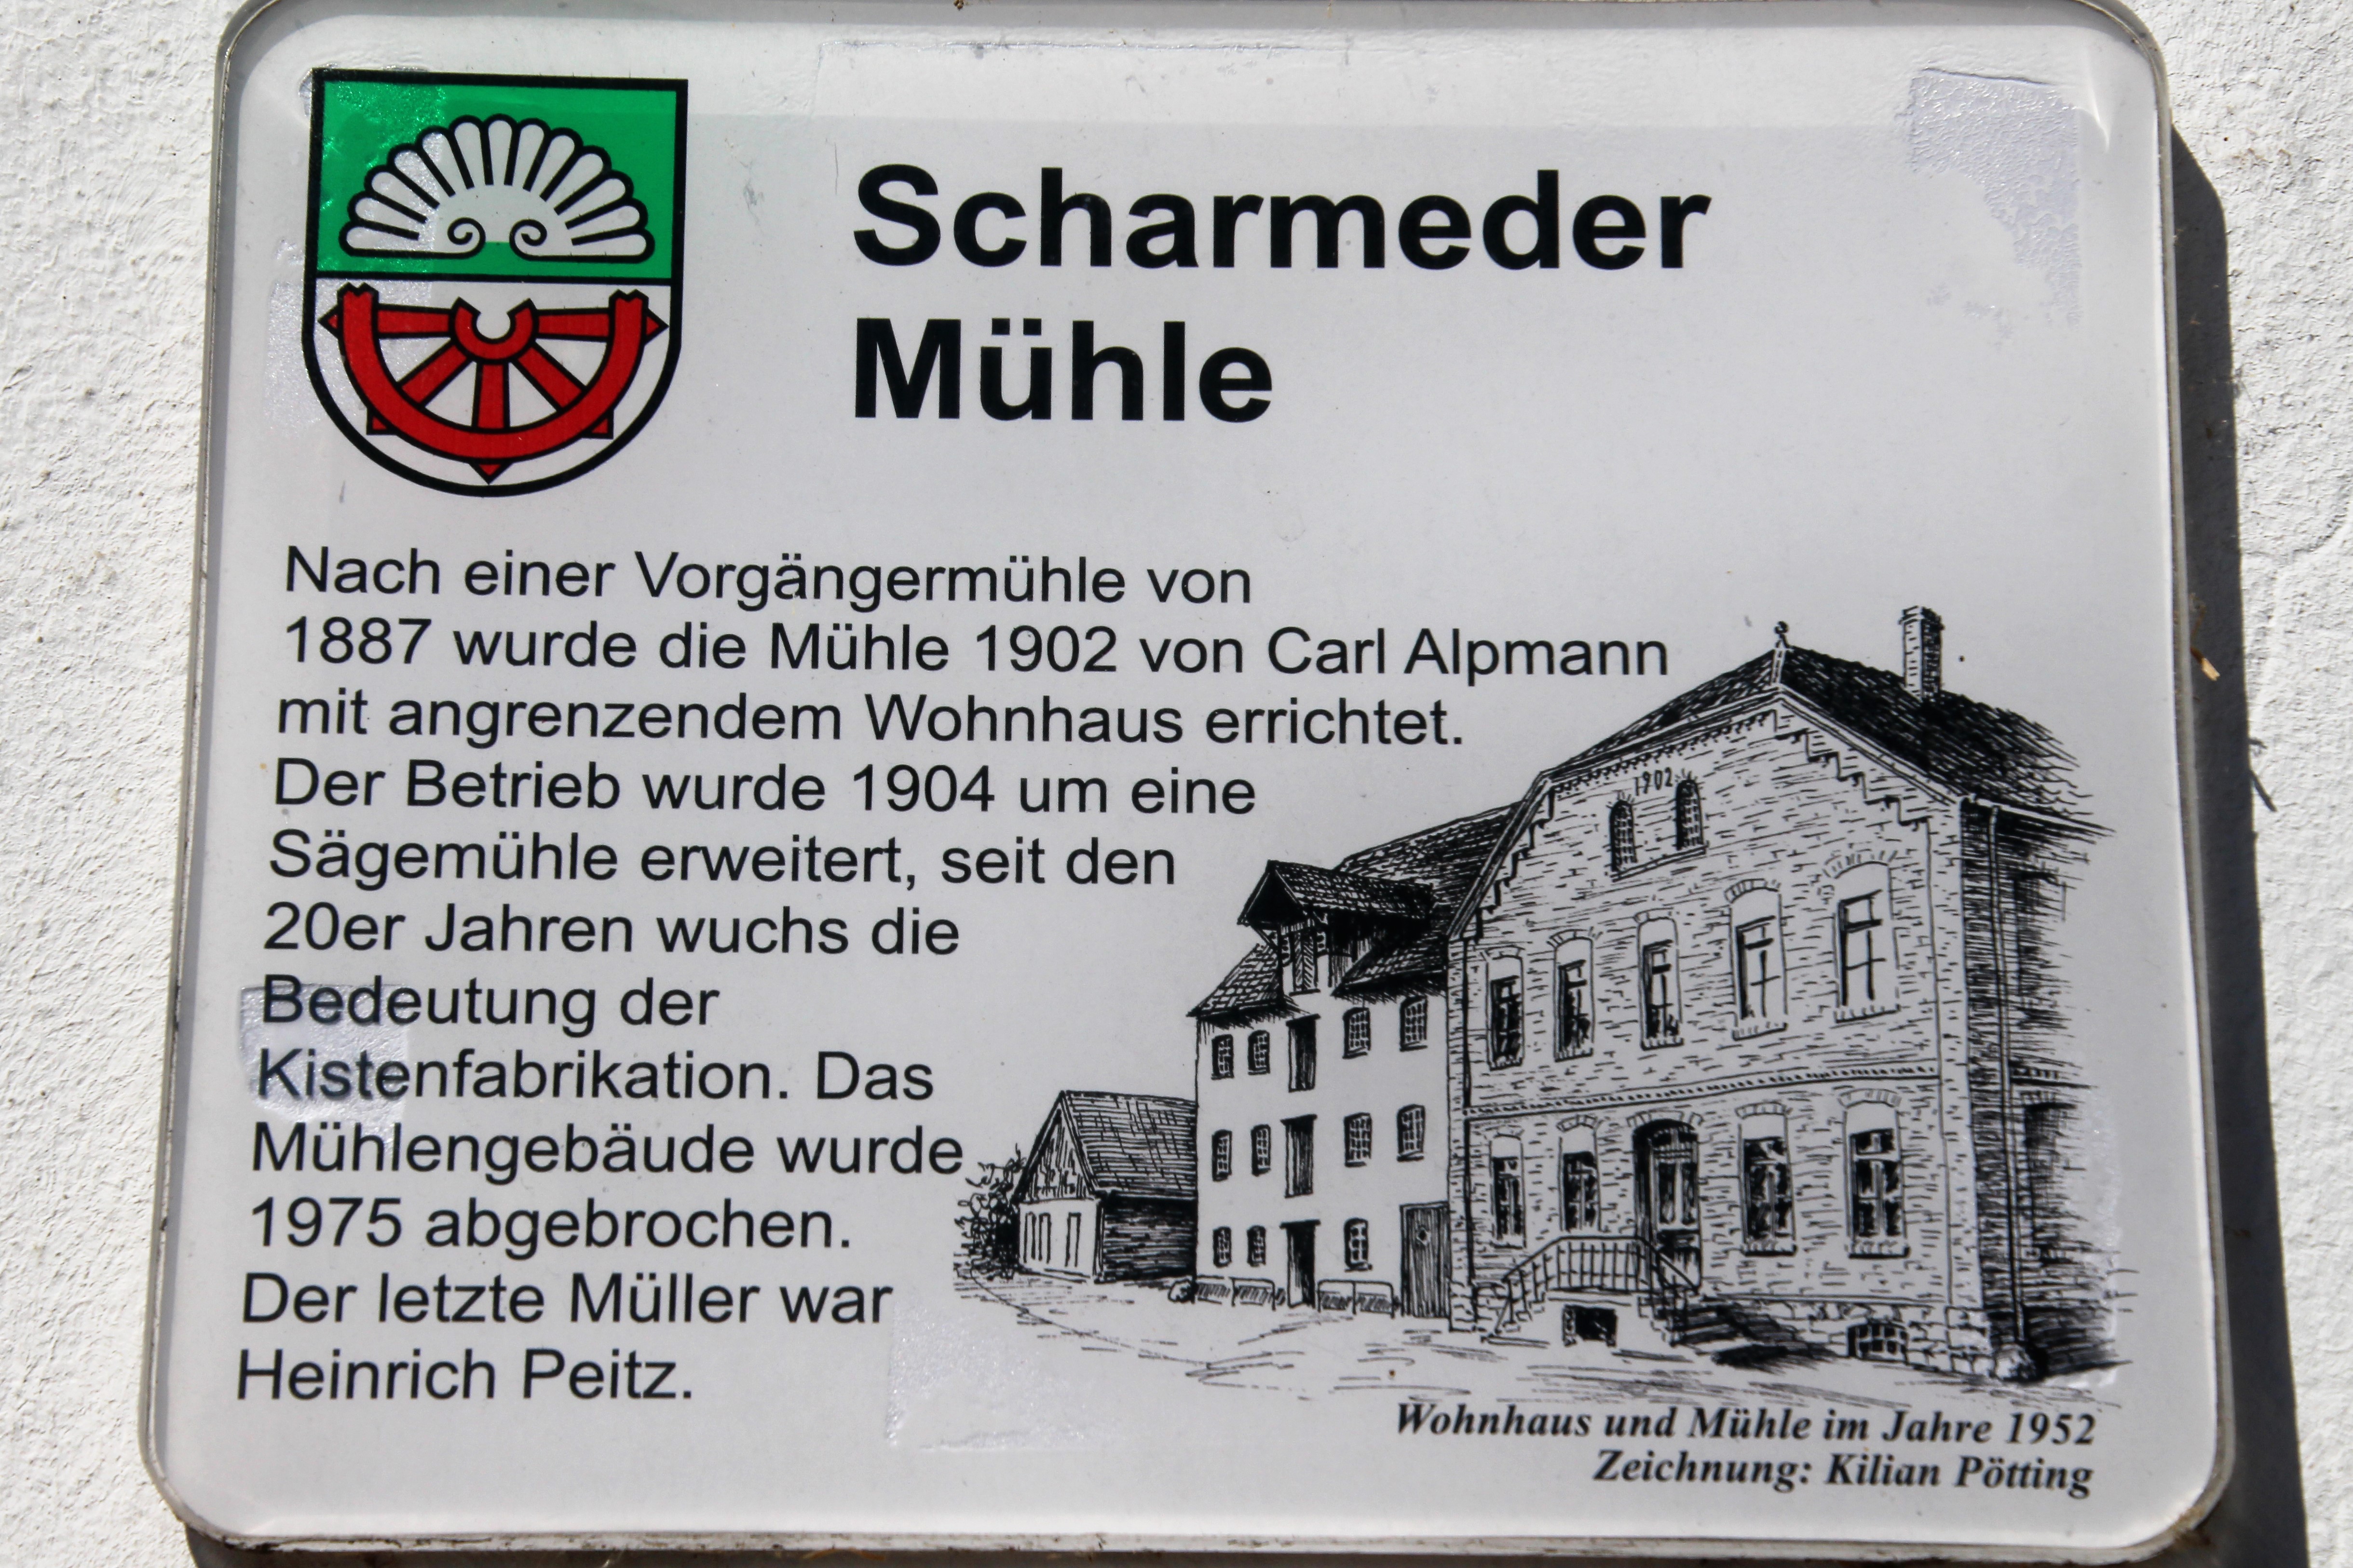 Scharmeder
Mühle
Nach einer Vorgängermühle von
1887 wurde die Mühle 1902 von Carl Alpmann
mit angrenzendem Wohnhaus errichtet.
Der Betrieb wurde 1904 um eine
Sägemühle erweitert, seit den
20er Jahren wuchs die
Bedeutung der
Kistenfabrikation. Das
Mühlengebäude wurde
1975 abgebrochen.
Der letzte Müller war
Heinrich Peitz.
1902
Wohnhaus und Mühle im Jahre 1952
Zeichnung: Kilian Pötting